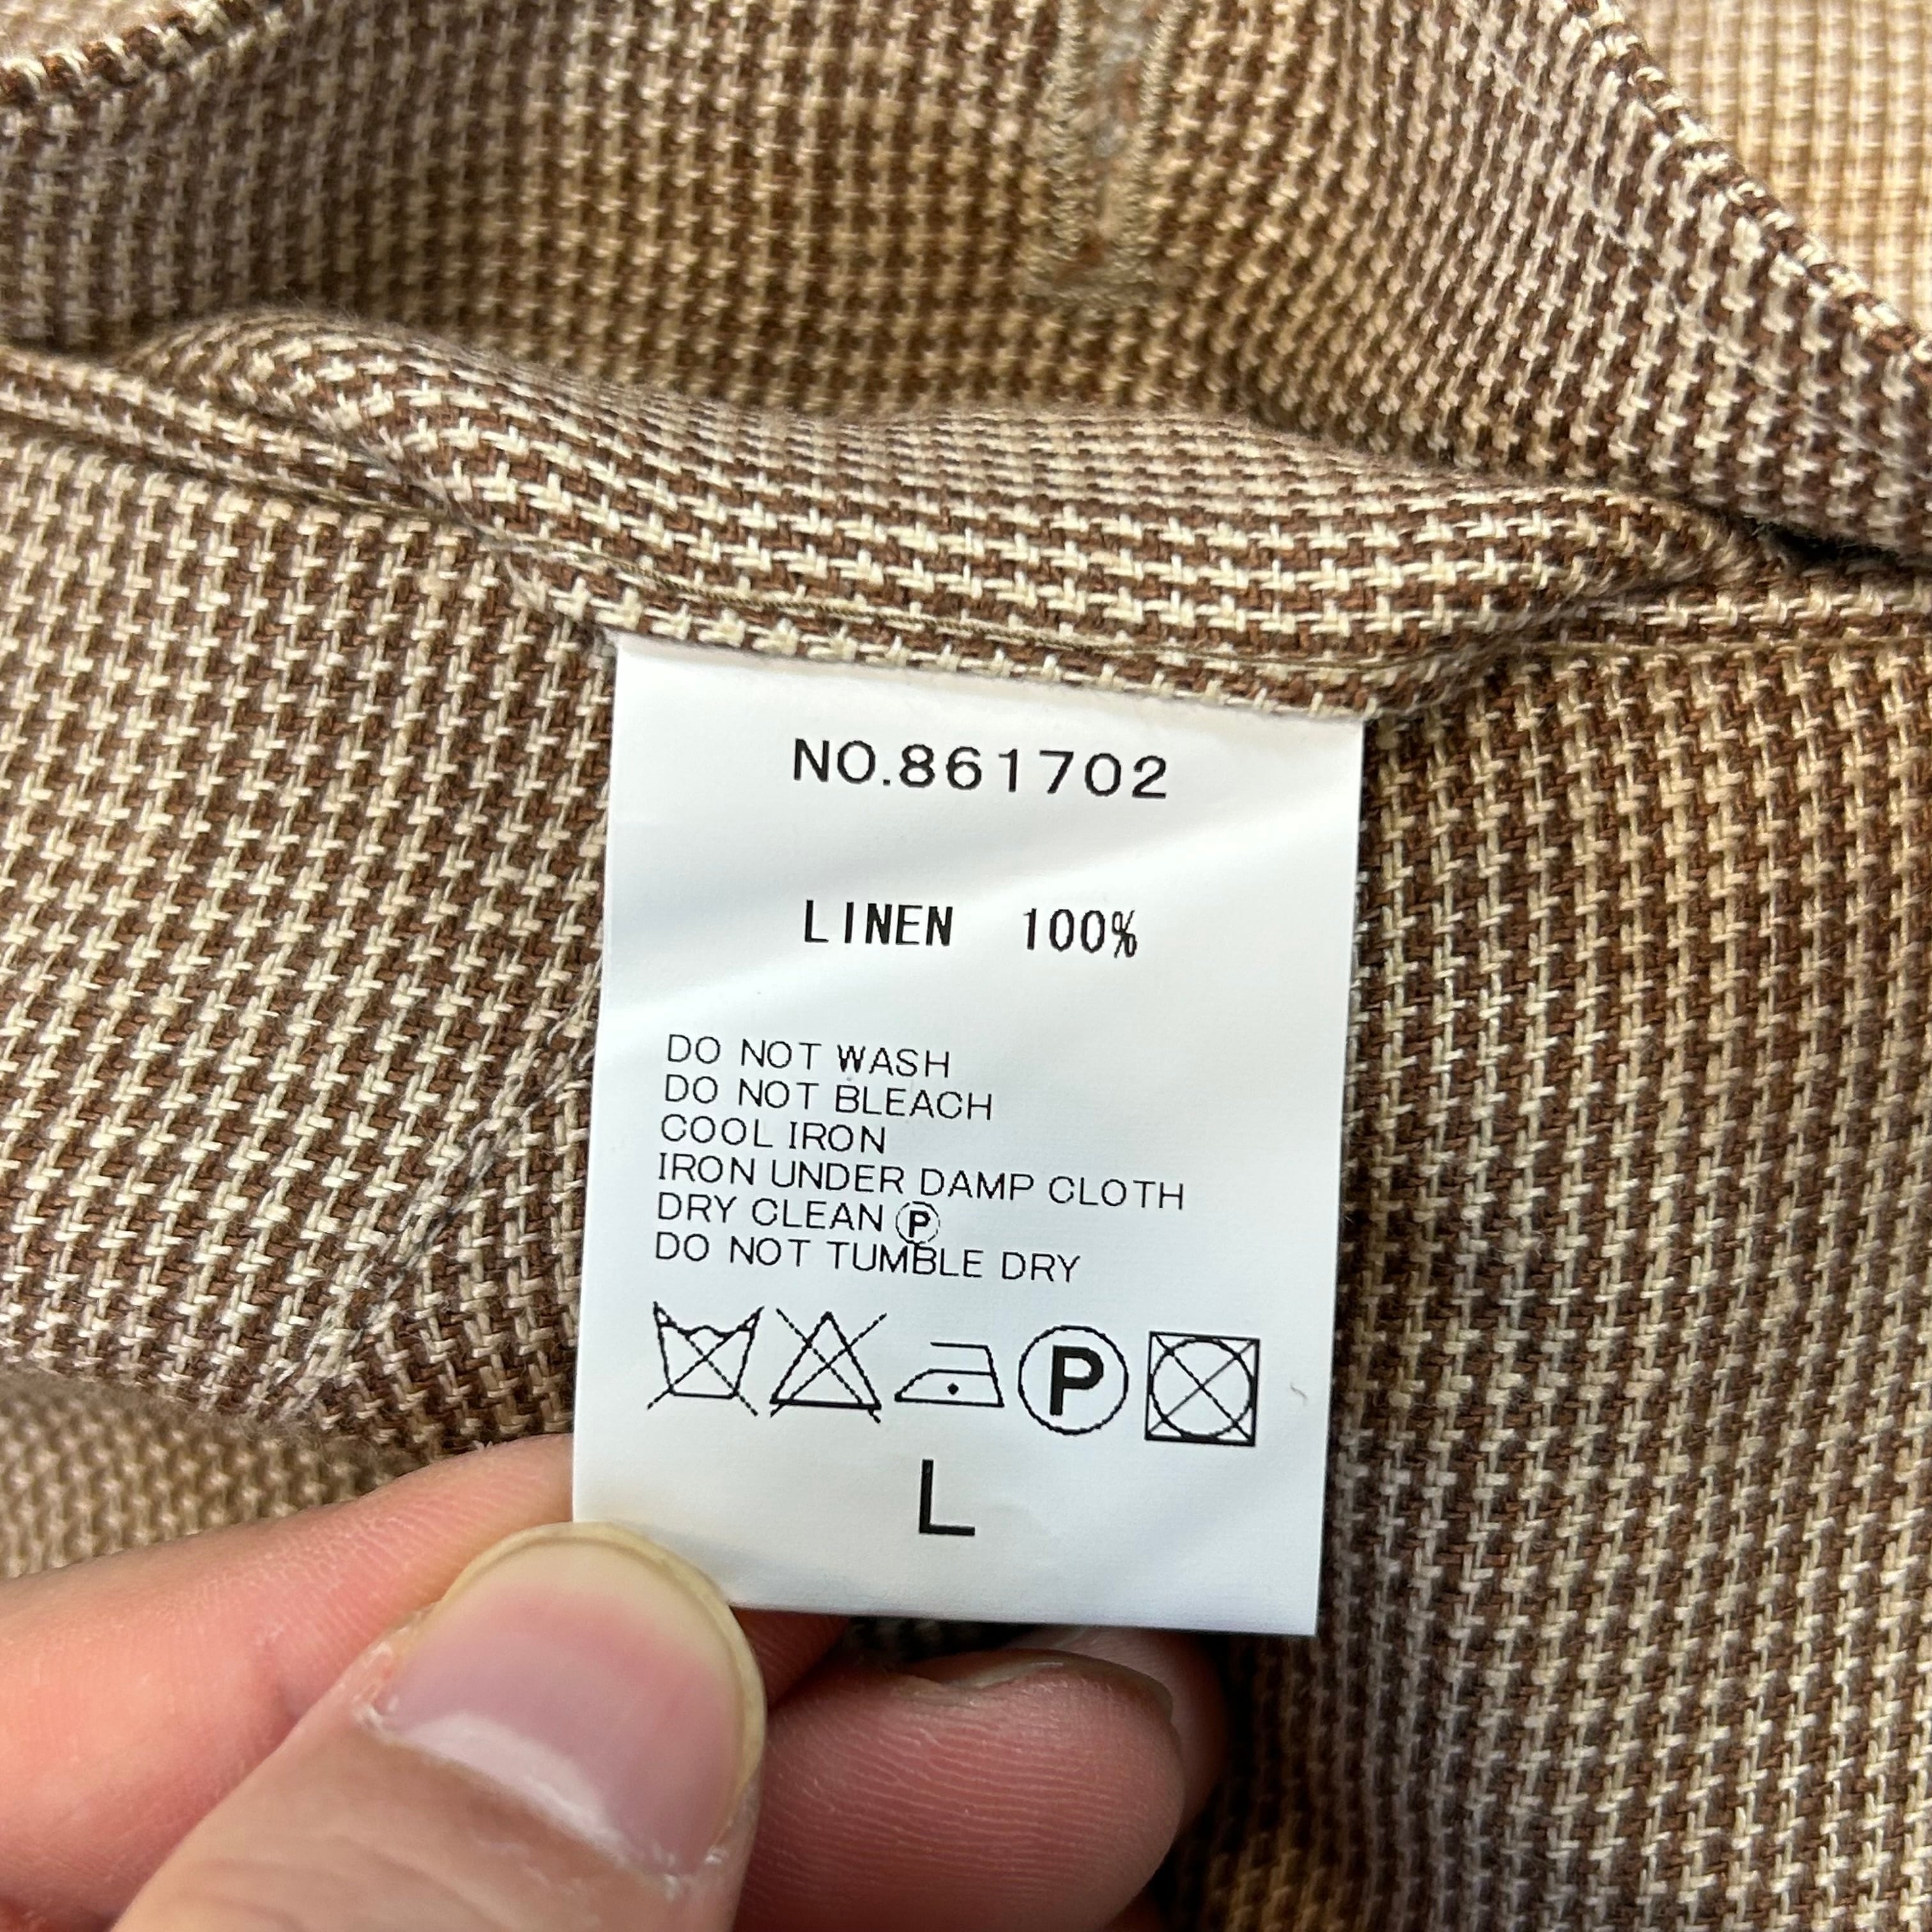 NO.861702
LINEN 100%
DO NOT WASH
DO NOT BLEACH
COOL IRON
IRON UNDER DAMP CLOTH
DRY CLEAN Ⓟ
DO NOT TUMBLE DRY
P
L